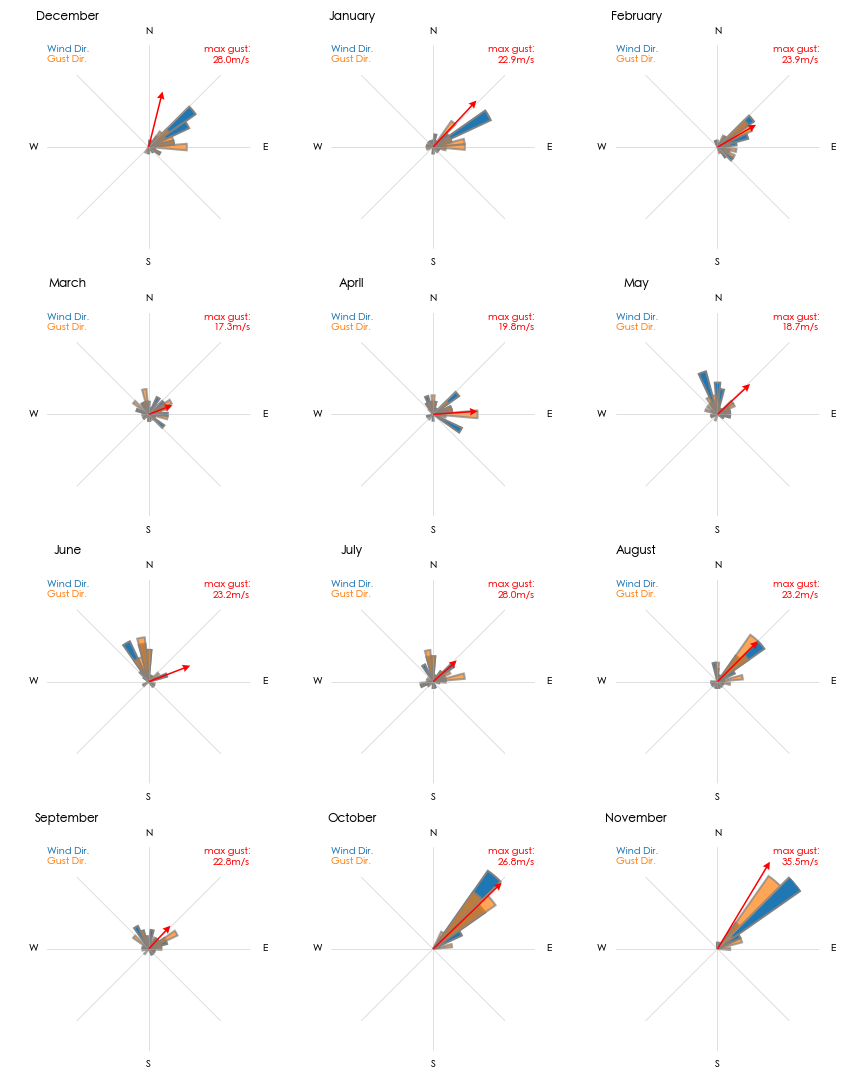 December
N
Wind Dir.
Gust Dir.
max gust:
28.0m/s
W
E
S
January
N
Wind Dir.
Gust Dir.
max gust:
22.9m/s
W
E
S
February
N
Wind Dir.
Gust Dir.
max gust:
23.9m/s
W
E
S
March
N
Wind Dir.
Gust Dir.
max gust:
17.3m/s
W
E
S
April
N
Wind Dir.
Gust Dir.
max gust:
19.8m/s
W
E
S
May
N
Wind Dir.
Gust Dir.
max gust:
18.7m/s
W
E
S
June
N
Wind Dir.
Gust Dir.
max gust:
23.2m/s
W
E
S
July
N
Wind Dir.
Gust Dir.
max gust:
28.0m/s
W
E
S
August
N
Wind Dir.
Gust Dir.
max gust:
23.2m/s
W
E
S
September
N
Wind Dir.
Gust Dir.
max gust:
22.8m/s
W
E
S
October
N
Wind Dir.
Gust Dir.
max gust:
26.8m/s
W
E
S
November
N
Wind Dir.
Gust Dir.
max gust:
35.5m/s
W
E
S